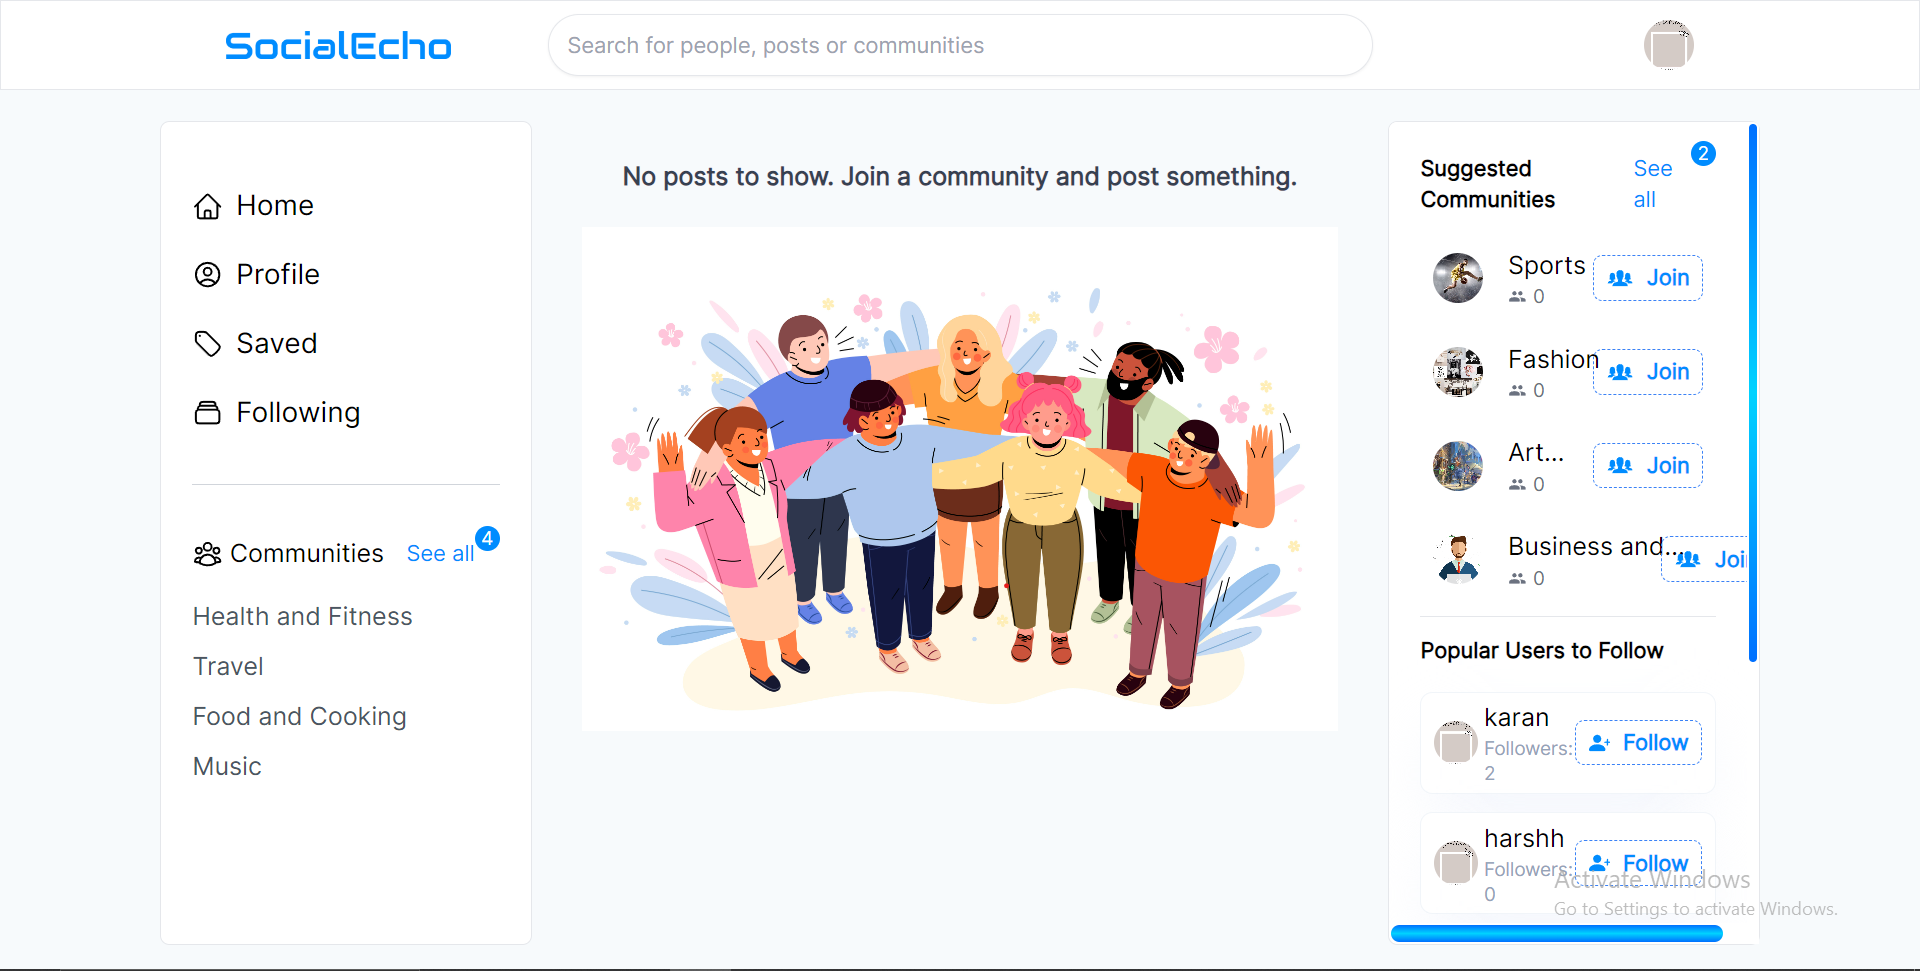 SocialEcho
Search for people, posts or communities
Home
Profile
Saved
Following
Communities
See all
4
Health and Fitness
Travel
Food and Cooking
Music
No posts to show. Join a community and post something.
Suggested
Communities
See
all
2
Sports
0
Join
Fashion
0
Join
Art...
0
Join
Business and...
0
Joi
Popular Users to Follow
karan
Followers:
2
Follow
harshh
Followers:
0
Follow
Activate Windows
Go to Settings to activate Windows.